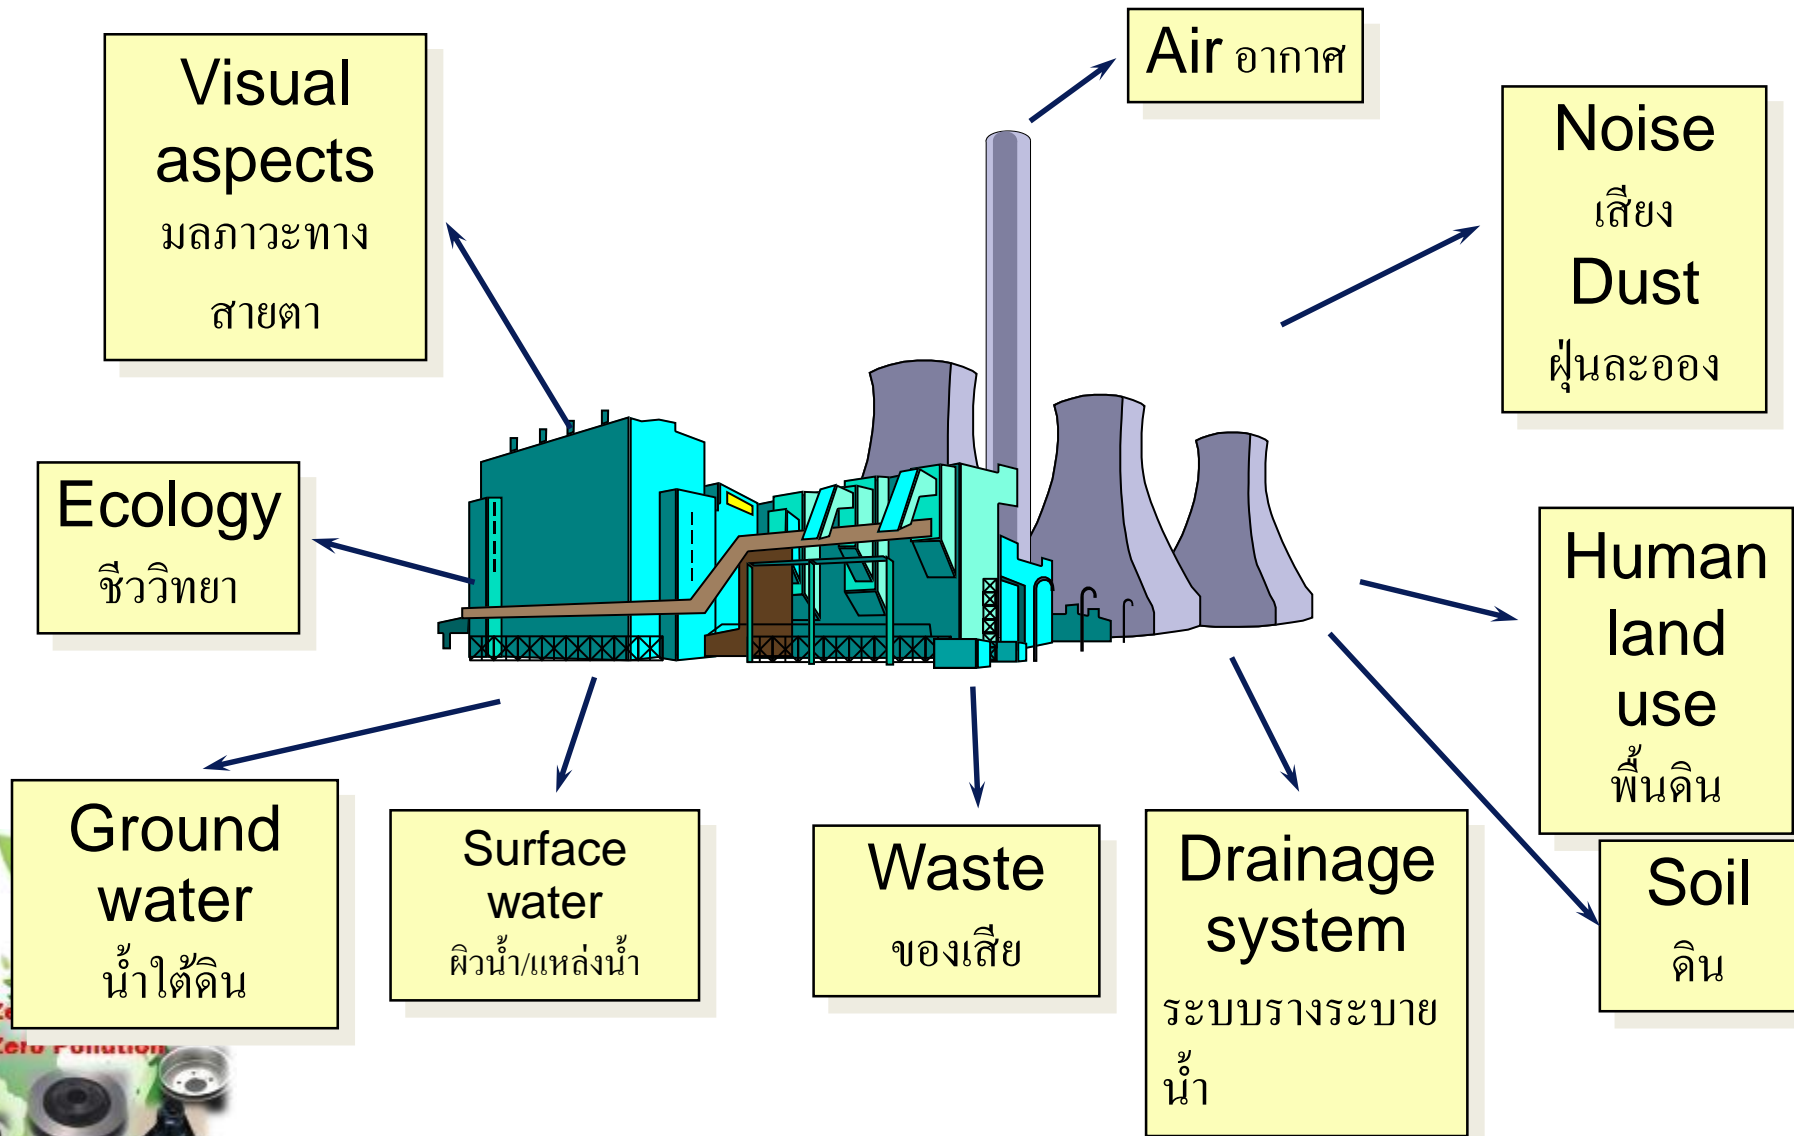 Visual
aspects
มลภาวะทาง
สายตา
Air อากาศ
Noise
เสียง
Dust
ฝุ่นละออง
Ecology
ชีววิทยา
Human
land
use
พื้นดิน
Ground
water
น้ำใต้ดิน
Surface
water
ผิวน้ำ/แหล่งน้ำ
Waste
ของเสีย
Drainage
system
ระบบรางระบาย
น้ำ
Soil
ดิน
Zero Pollution